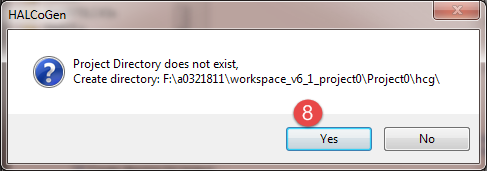 HALCoGen
Project Directory does not exist,
Create directory: F:\a0321811\workspace_v6_1_project0\Project0\hcg\
8
Yes
No